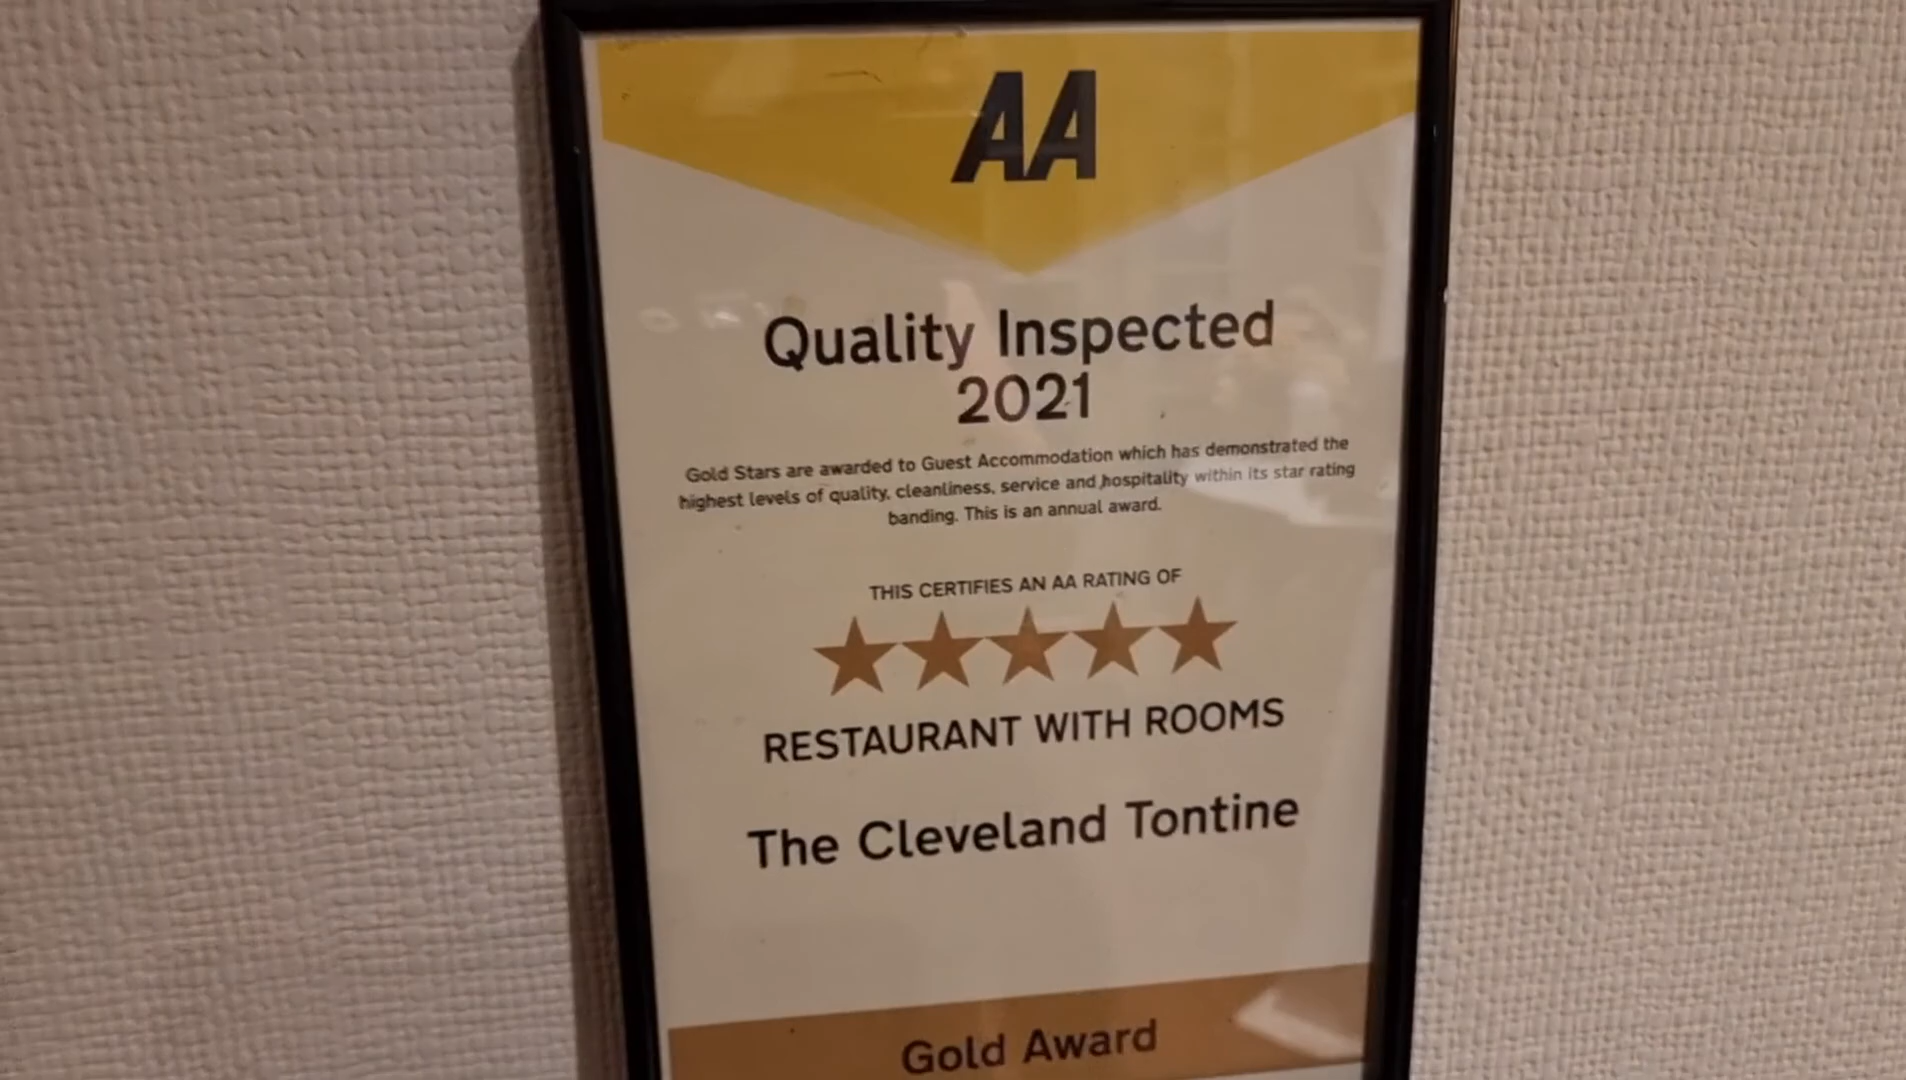 AA
Quality Inspected
2021
Gold Stars are awarded to Guest Accommodation which has demonstrated the
highest levels of quality, cleanliness, service and hospitality within its star rating
banding. This is an annual award.
THIS CERTIFIES AN AA RATING OF
RESTAURANT WITH ROOMS
The Cleveland Tontine
Gold Award